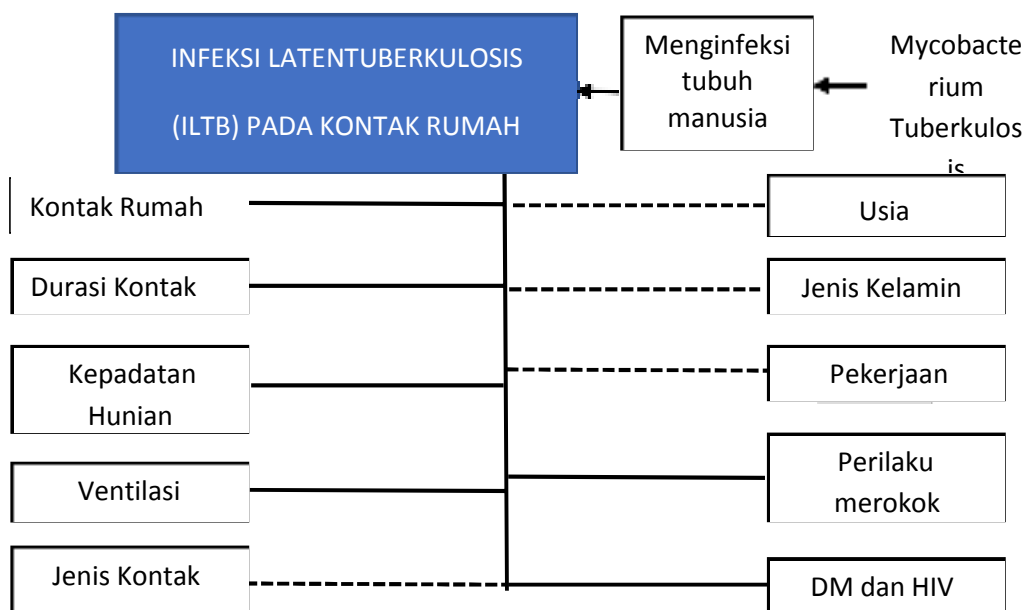 INFEKSI LATENTUBERKULOSIS
(ILTB) PADA KONTAK RUMAH
Menginfeksi
tubuh
manusia
Mycobacte
rium
Tuberkulos
is
Kontak Rumah
Usia
Durasi Kontak
Jenis Kelamin
Kepadatan
Hunian
Pekerjaan
Ventilasi
Perilaku
merokok
Jenis Kontak
DM dan HIV